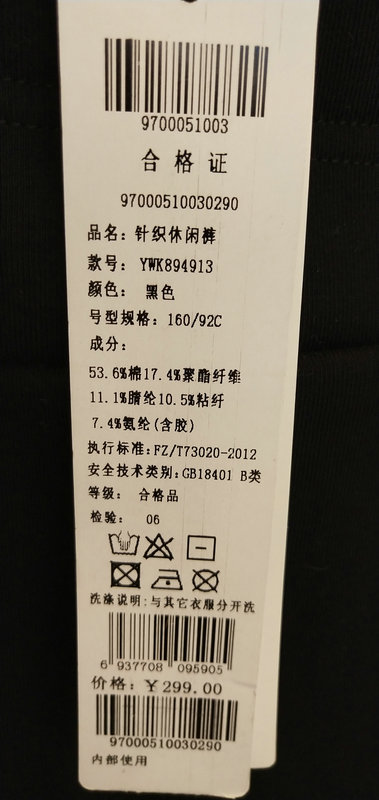 9700051003
合格证
97000510030290
品名: 针织休闲裤
款号: YWK894913
颜色: 黑色
号型规格: 160/92C
成分:
53.6%棉17.4%聚酯纤维
11.1%腈纶10.5%粘纤
7.4%氨纶(含胶)
执行标准:FZ/T73020-2012
安全技术类别:GB18401 B类
等级: 合格品
检验: 06
洗涤说明:与其它衣服分开洗
6 937708 095905
价格: ¥299.00
97000510030290
内部使用